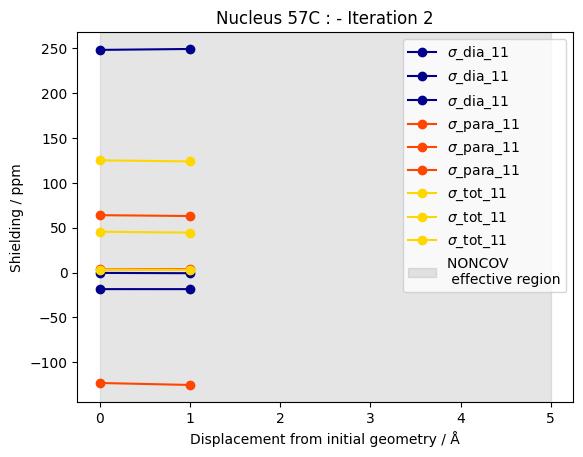 Nucleus 57C : - Iteration 2
Shielding / ppm
250
200
150
100
50
0
−50
−100
0
1
2
3
4
5
Displacement from initial geometry / Å
σ_dia_11
σ_dia_11
σ_dia_11
σ_para_11
σ_para_11
σ_para_11
σ_tot_11
σ_tot_11
σ_tot_11
NONCOV
effective region